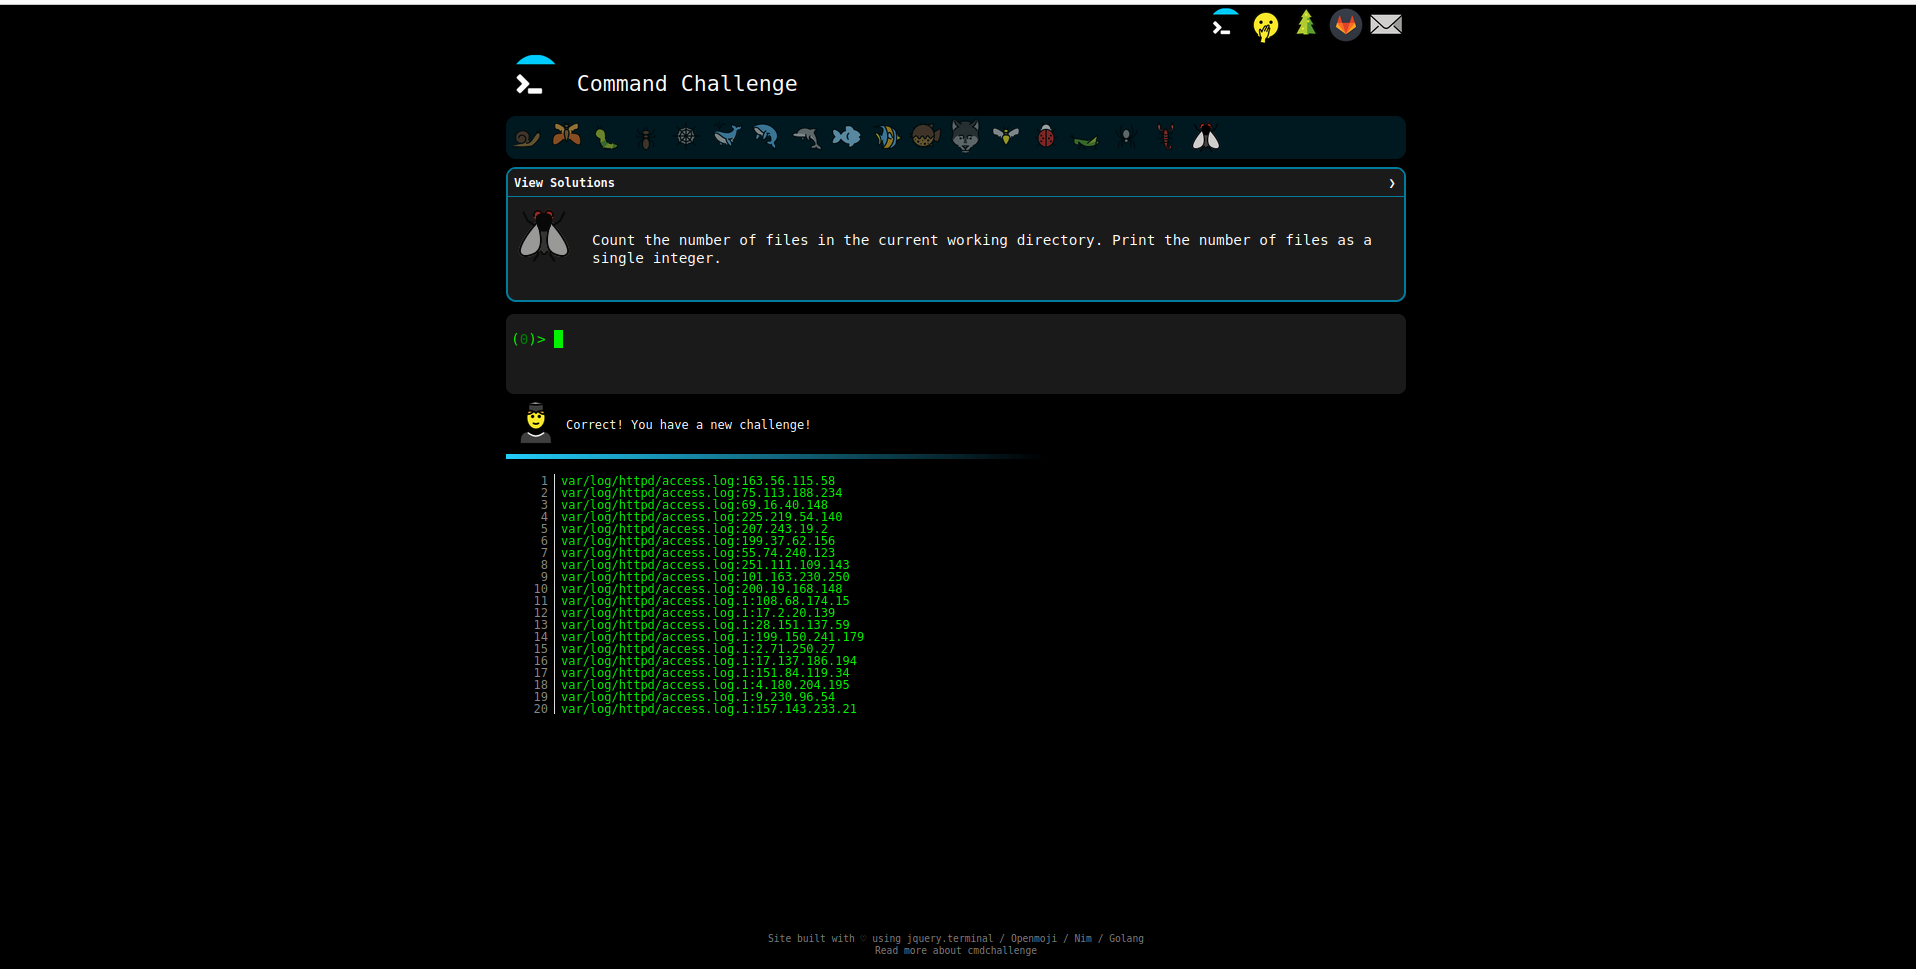 Command Challenge
View Solutions ❯
Count the number of files in the current working directory. Print the number of files as a
single integer.
(0)>
Correct! You have a new challenge!
1 var/log/httpd/access.log:163.56.115.58
2 var/log/httpd/access.log:75.113.188.234
3 var/log/httpd/access.log:69.16.40.148
4 var/log/httpd/access.log:225.219.54.140
5 var/log/httpd/access.log:207.243.19.2
6 var/log/httpd/access.log:199.37.62.156
7 var/log/httpd/access.log:55.74.240.123
8 var/log/httpd/access.log:251.111.109.143
9 var/log/httpd/access.log:101.163.230.250
10 var/log/httpd/access.log:200.19.168.148
11 var/log/httpd/access.log.1:108.68.174.15
12 var/log/httpd/access.log.1:17.2.20.139
13 var/log/httpd/access.log.1:28.151.137.59
14 var/log/httpd/access.log.1:199.150.241.179
15 var/log/httpd/access.log.1:2.71.250.27
16 var/log/httpd/access.log.1:17.137.186.194
17 var/log/httpd/access.log.1:151.84.119.34
18 var/log/httpd/access.log.1:4.180.204.195
19 var/log/httpd/access.log.1:9.230.96.54
20 var/log/httpd/access.log.1:157.143.233.21
Site built with ♡ using jquery.terminal / Openmoji / Nim / Golang
Read more about cmdchallenge